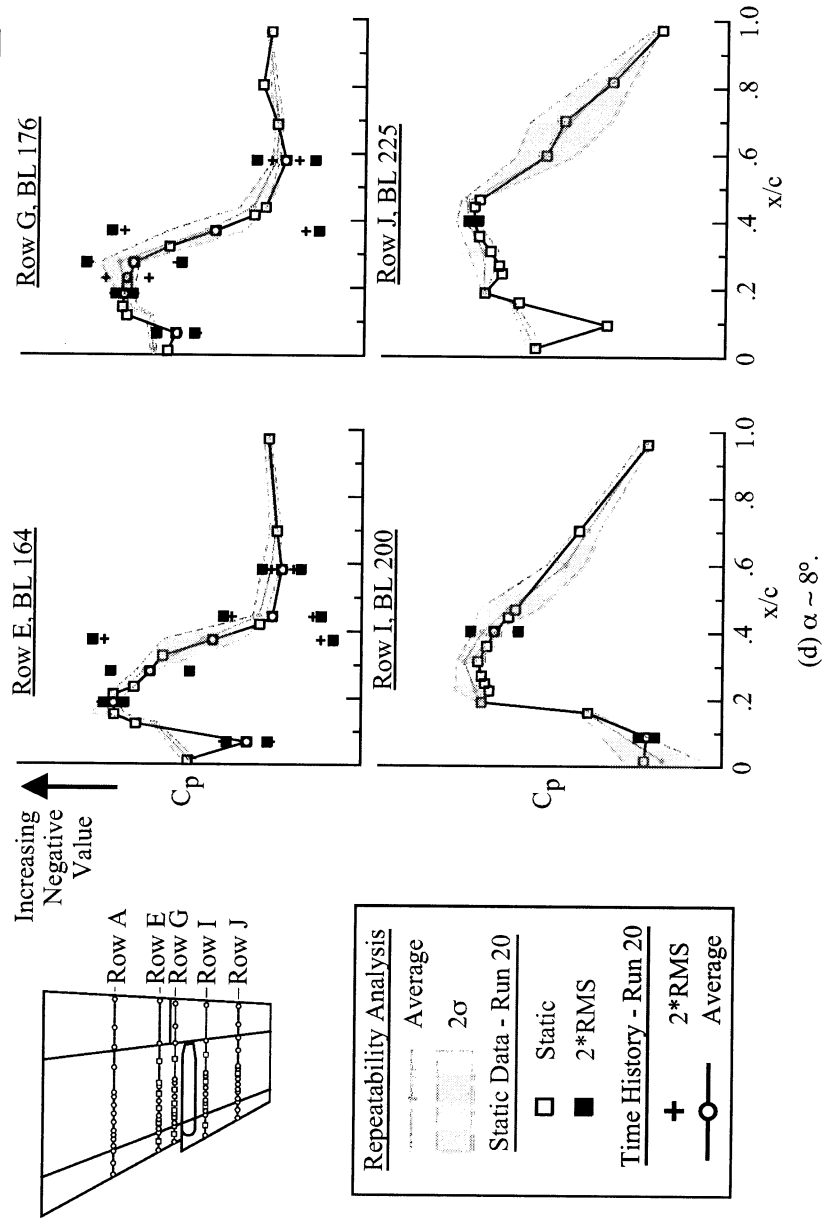 Increasing
Negative
Value
Row A
Row E
Row G
Row I
Row J
Repeatability Analysis
Average
2σ
Static Data - Run 20
Static
2*RMS
Time History - Run 20
2*RMS
Average
Row E, BL 164
Cp
Row G, BL 176
Row I, BL 200
Cp
0 .2 .4 .6 .8 1.0
x/c
Row J, BL 225
0 .2 .4 .6 .8 1.0
x/c
(d) α ~ 8°.